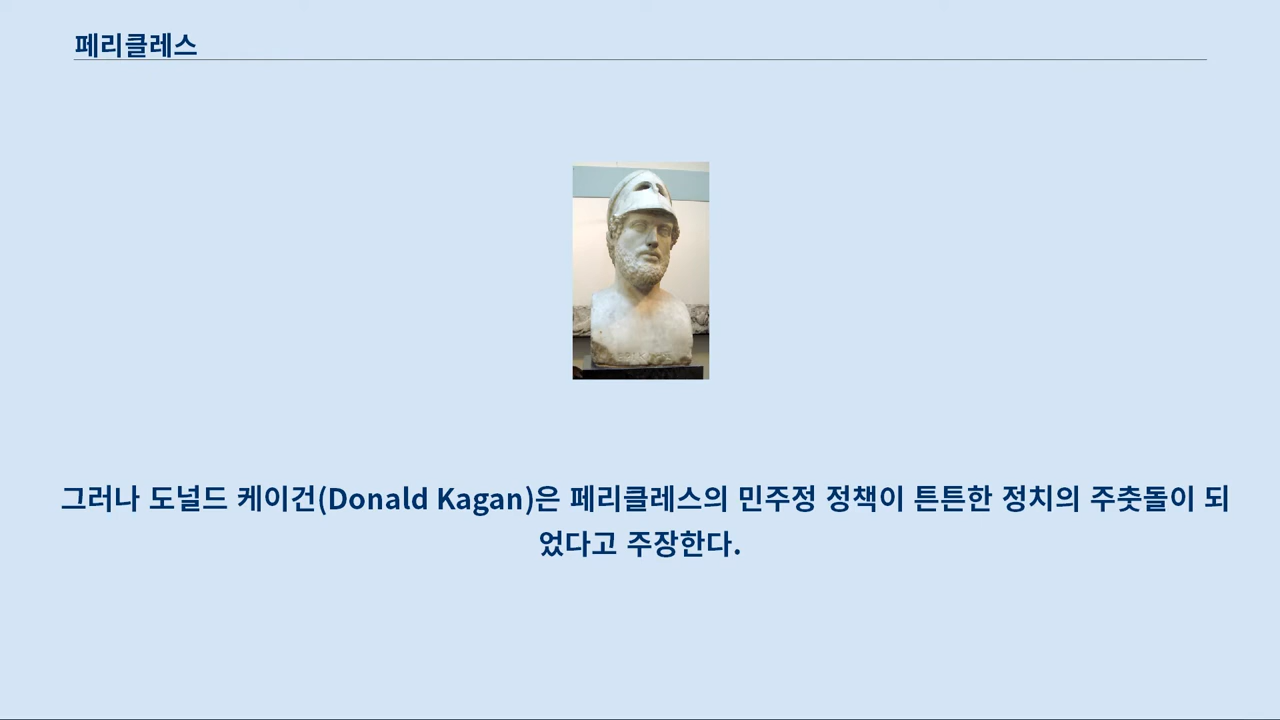 페리클레스
그러나 도널드 케이건(Donald Kagan)은 페리클레스의 민주정 정책이 튼튼한 정치의 주춧돌이 되
었다고 주장한다.